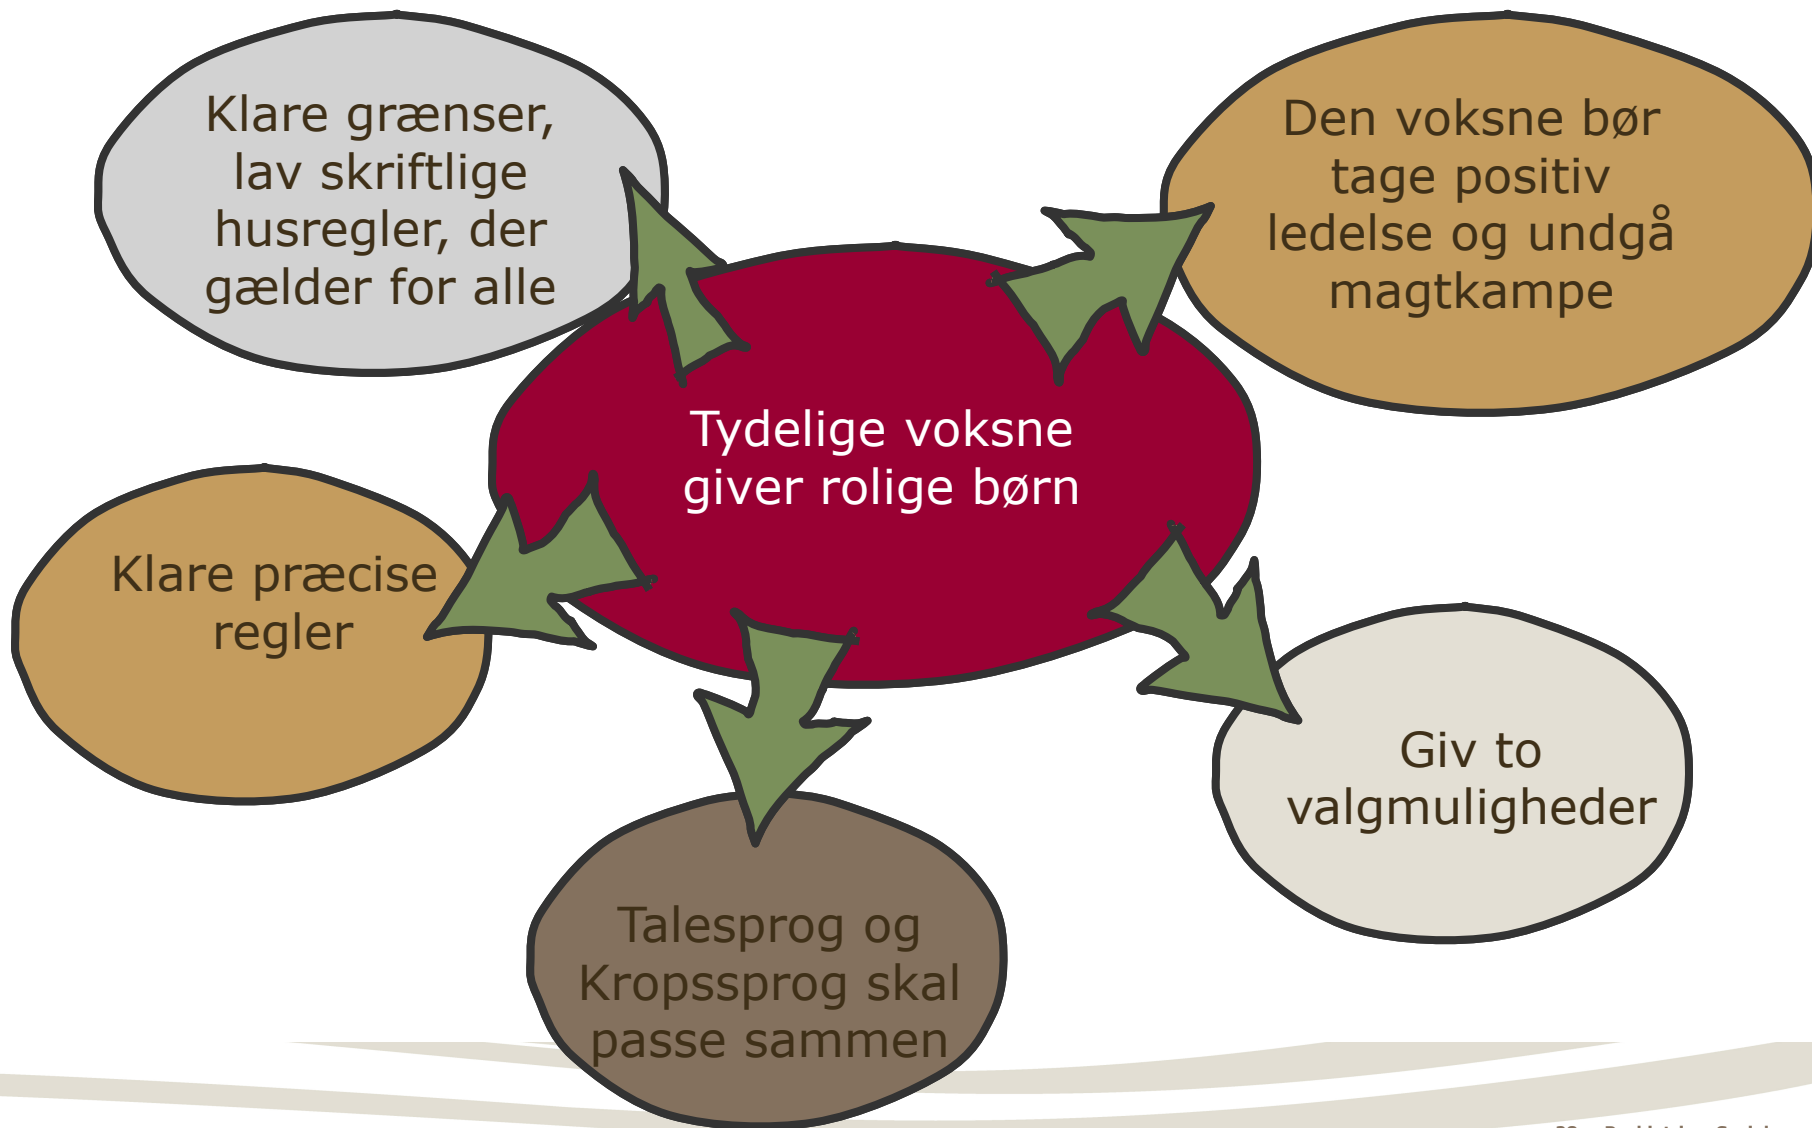 Klare grænser,
lav skriftlige
husregler, der
gælder for alle
Den voksne bør
tage positiv
ledelse og undgå
magtkampe
Tydelige voksne
giver rolige børn
Klare præcise
regler
Giv to
valgmuligheder
Talesprog og
Kropssprog skal
passe sammen